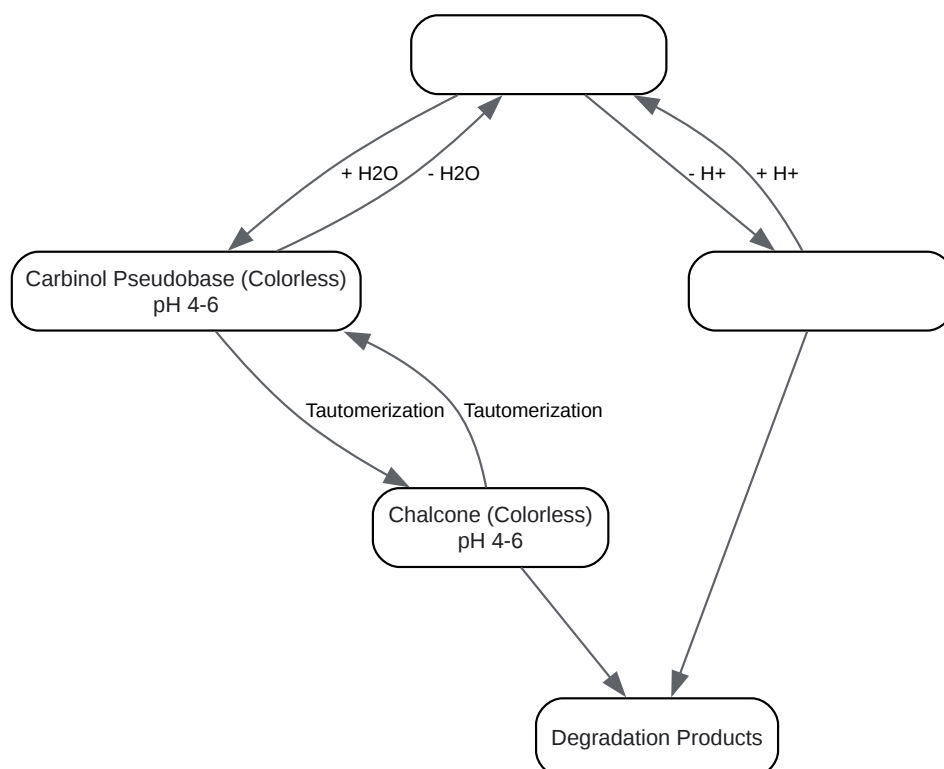 + H2O
- H2O
- H+
+ H+
Carbinol Pseudobase (Colorless)
pH 4-6
Tautomerization
Tautomerization
Chalcone (Colorless)
pH 4-6
Degradation Products